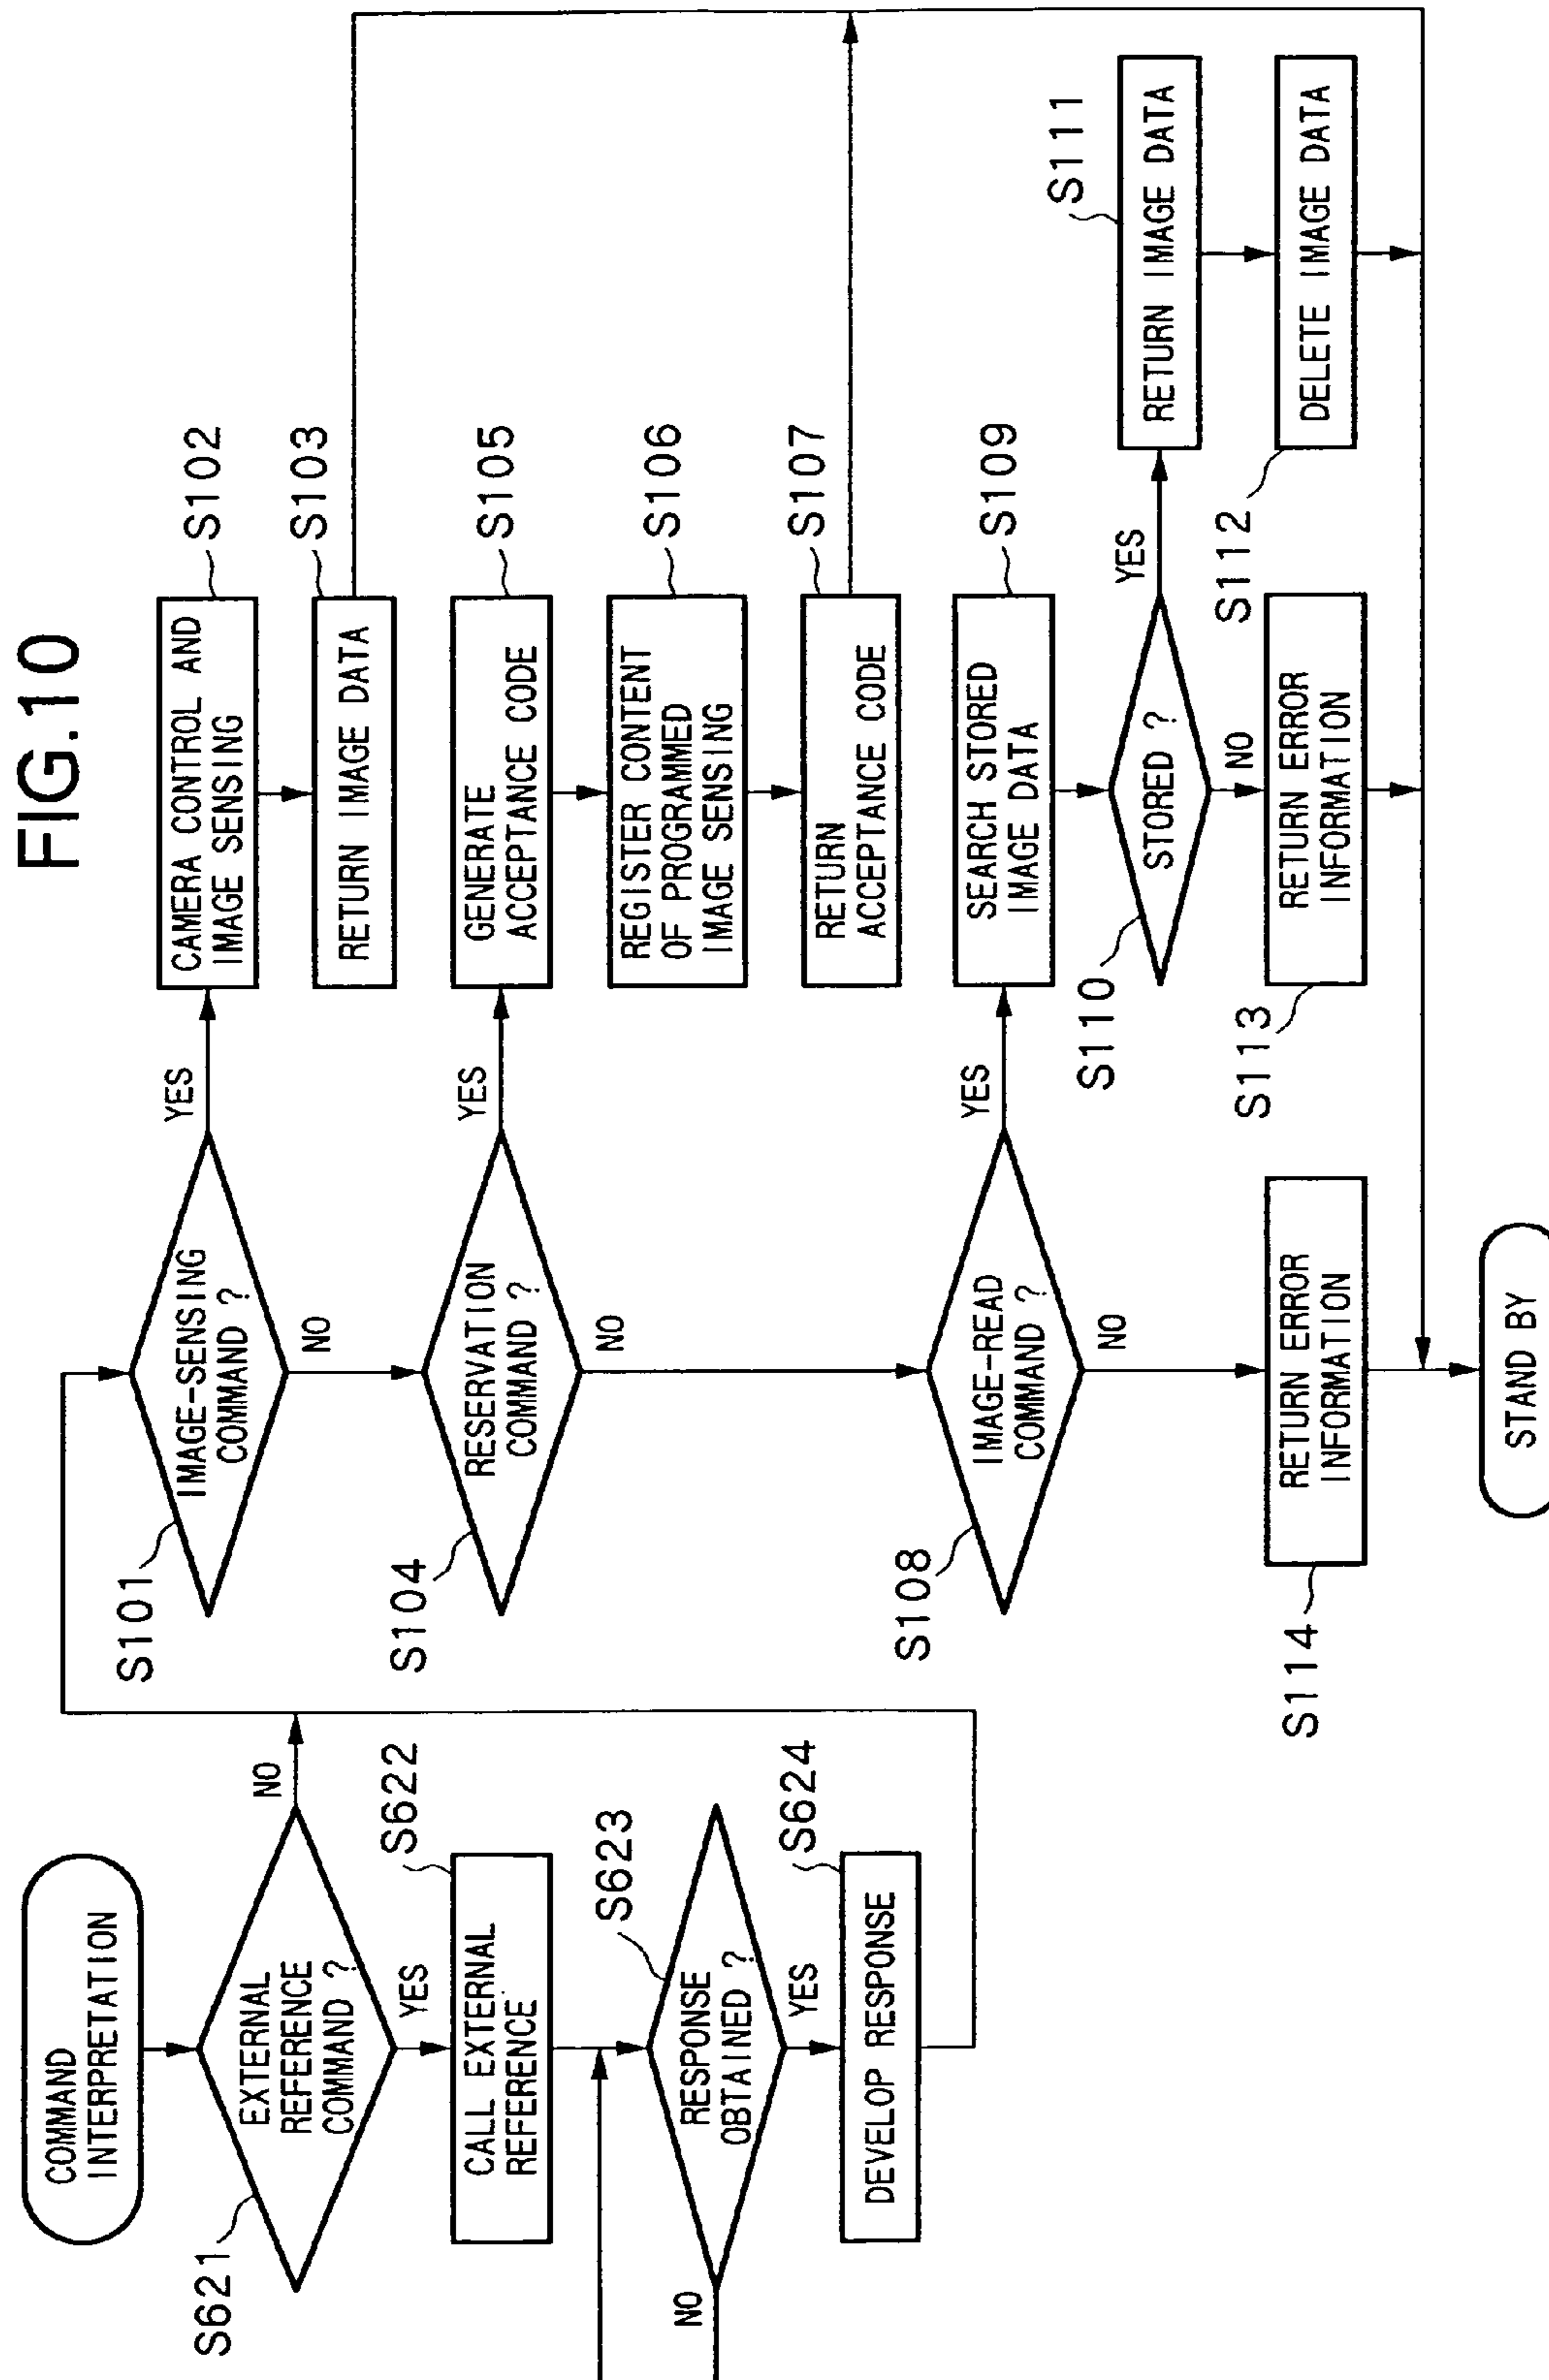 FIG.10
COMMAND
INTERPRETATION
S621
EXTERNAL
REFERENCE
COMMAND ?
NO
YES
S622
CALL EXTERNAL
REFERENCE
S623
RESPONSE
OBTAINED ?
NO
YES
S624
DEVELOP RESPONSE
S101
IMAGE-SENSING
COMMAND ?
YES
NO
S102
CAMERA CONTROL AND
IMAGE SENSING
S103
RETURN IMAGE DATA
S104
RESERVATION
COMMAND ?
YES
NO
S105
GENERATE
ACCEPTANCE CODE
S106
REGISTER CONTENT
OF PROGRAMMED
IMAGE SENSING
S107
RETURN
ACCEPTANCE CODE
S108
IMAGE-READ
COMMAND ?
YES
NO
S109
SEARCH STORED
IMAGE DATA
S110
STORED ?
YES
NO
S111
RETURN IMAGE DATA
S112
DELETE IMAGE DATA
S113
RETURN ERROR
INFORMATION
S114
RETURN ERROR
INFORMATION
STAND BY